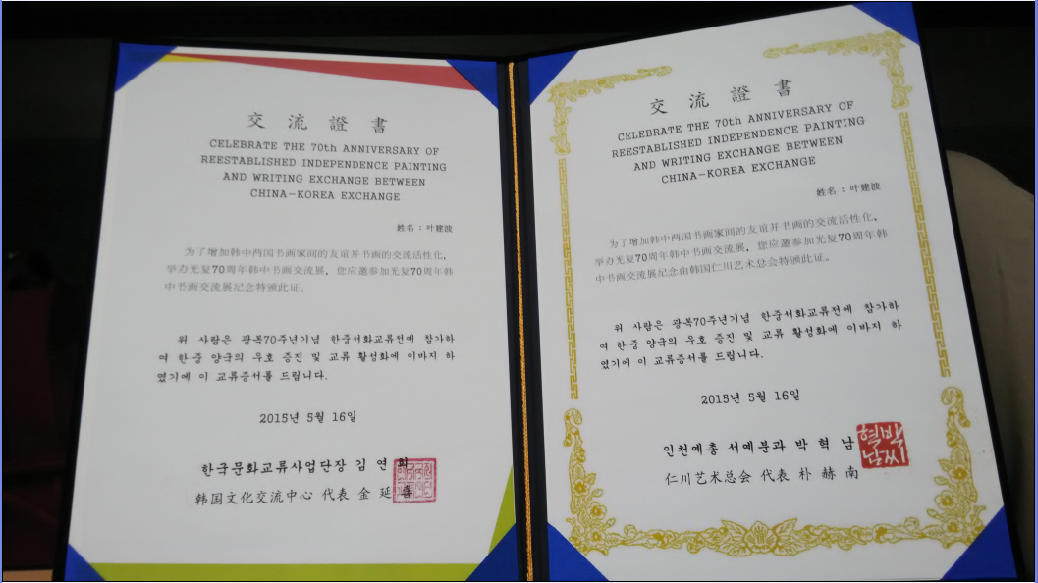 交流證書
CELEBRATE THE 70th ANNIVERSARY OF
REESTABLISHED INDEPENDENCE PAINTING
AND WRITING EXCHANGE BETWEEN
CHINA-KOREA EXCHANGE
姓名：叶建波
为了增加韩中两国书画家间的友谊并书画的交流活性化，
举办光复70周年韩中书画交流展，您应邀参加光复70周年韩
中书画交流展纪念特颁此证.
위 사람은 광복70주년기념 한중서화교류전에 참가하
여 한중 양국의 우호 증진 및 교류 활성화에 이바지 하
였기에 이 교류증서를 드립니다.
2015년 5월 16일
한국문화교류사업단장 김 연 희
韩国文化交流中心 代表 金 延 喜
交流證書
CELEBRATE THE 70th ANNIVERSARY OF
REESTABLISHED INDEPENDENCE PAINTING
AND WRITING EXCHANGE BETWEEN
CHINA-KOREA EXCHANGE
姓名：叶建波
为了增加韩中两国书画家间的友谊并书画的交流活性化，
举办光复70周年韩中书画交流展，您应邀参加光复70周年韩
中书画交流展纪念由韩国仁川艺术总会特颁此证。
위 사람은 광복70주년기념 한중서화교류전에 참가하
여 한중 양국의 우호 증진 및 교류 활성화에 이바지 하
였기에 이 교류증서를 드립니다.
2015년 5월 16일
인천예총 서예분과 박 혁 남
仁川艺术总会 代表 朴 赫 南
박씨
혁남